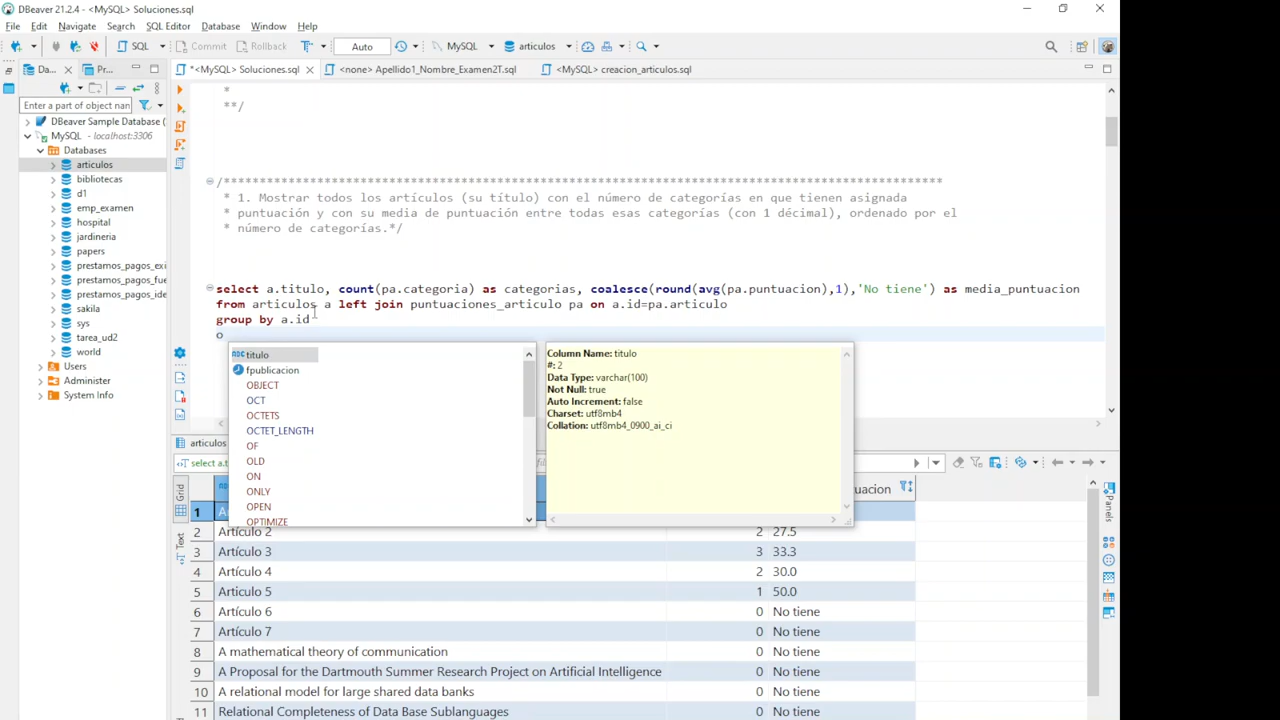 DBeaver 21.2.4 - <MySQL> Soluciones.sql
File Edit Navigate Search SQL Editor Database Window Help
SQL Commit Rollback Auto MySQL articulos
Da... Pr... *<MySQL> Soluciones.sql <none> Apellido1_Nombre_Examen2T.sql <MySQL> creacion_articulos.sql
Enter a part of object nam
DBeaver Sample Database (
MySQL - localhost:3306
Databases
articulos
bibliotecas
d1
emp_examen
hospital
jardineria
papers
prestamos_pagos_exi
prestamos_pagos_fue
prestamos_pagos_ide
sakila
sys
tarea_ud2
world
Users
Administer
System Info
*
**/
/****************************************************************************************************
* 1. Mostrar todos los artículos (su título) con el número de categorías en que tienen asignada
* puntuación y con su media de puntuación entre todas esas categorías (con 1 décimal), ordenado por el
* número de categorías.*/
select a.titulo, count(pa.categoria) as categorias, coalesce(round(avg(pa.puntuacion),1),'No tiene') as media_puntuacion
from articulos a left join puntuaciones_articulo pa on a.id=pa.articulo
group by a.id
o
titulo
fpublicacion
OBJECT
OCT
OCTETS
OCTET_LENGTH
OF
OLD
ON
ONLY
OPEN
OPTIMIZE
Column Name: titulo
#: 2
Data Type: varchar(100)
Not Null: true
Auto Increment: false
Charset: utf8mb4
Collation: utf8mb4_0900_ai_ci
articulos
select a.t
Grid
Text
Panels
uacion
1
2 Artículo 2 2 27.5
3 Artículo 3 3 33.3
4 Artículo 4 2 30.0
5 Artículo 5 1 50.0
6 Artículo 6 0 No tiene
7 Artículo 7 0 No tiene
8 A mathematical theory of communication 0 No tiene
9 A Proposal for the Dartmouth Summer Research Project on Artificial Intelligence 0 No tiene
10 A relational model for large shared data banks 0 No tiene
11 Relational Completeness of Data Base Sublanguages 0 No tiene